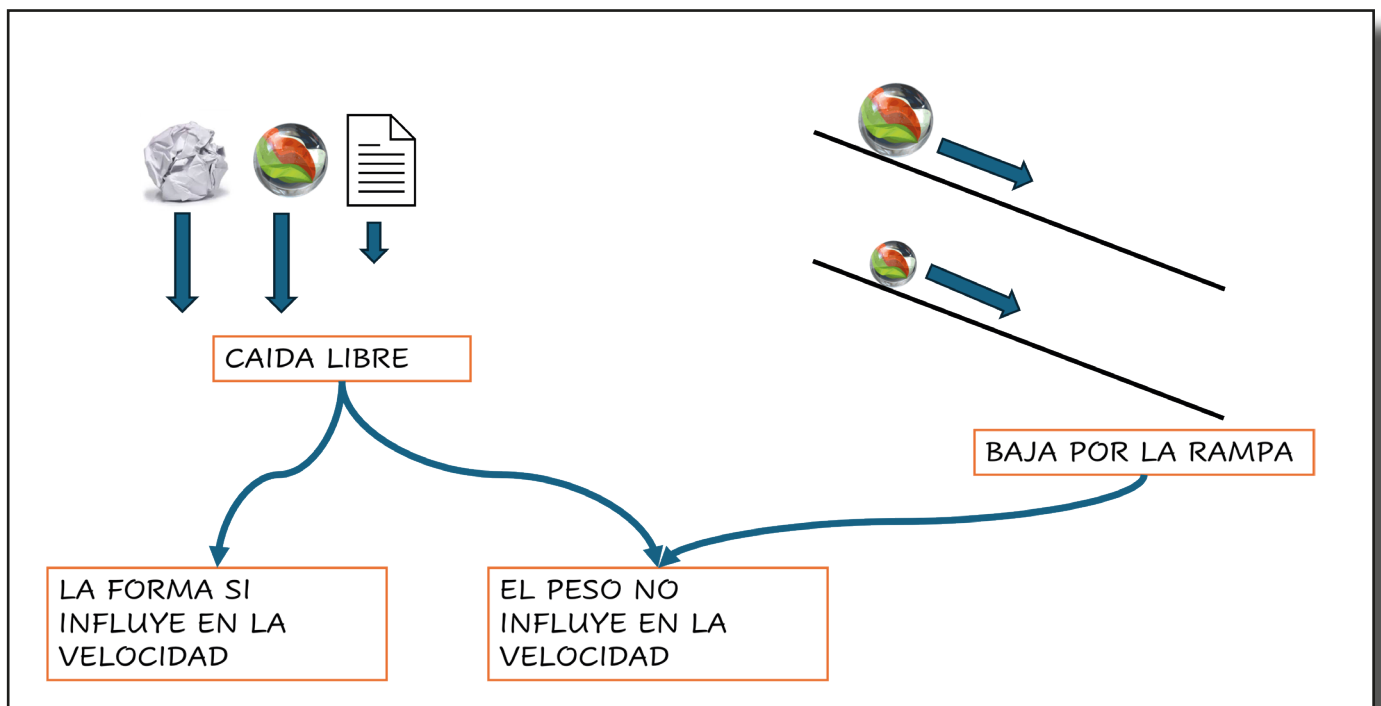 CAIDA LIBRE
BAJA POR LA RAMPA
LA FORMA SI
INFLUYE EN LA
VELOCIDAD
EL PESO NO
INFLUYE EN LA
VELOCIDAD